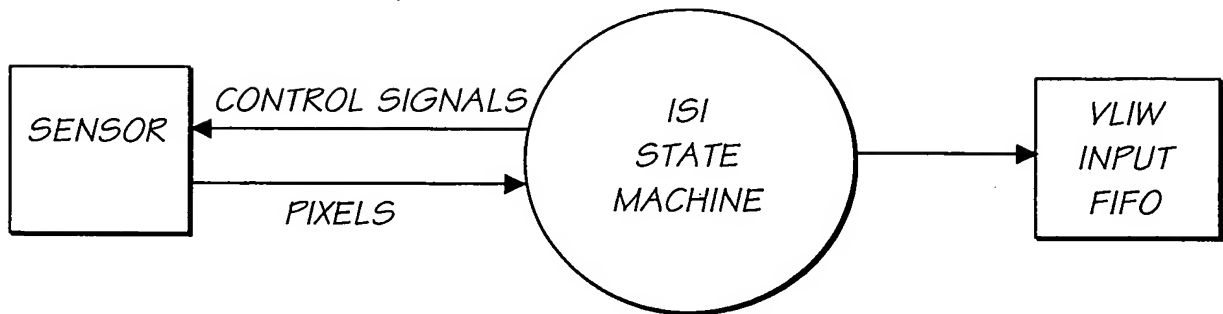 SENSOR
CONTROL SIGNALS
PIXELS
ISI
STATE
MACHINE
VLIW
INPUT
FIFO